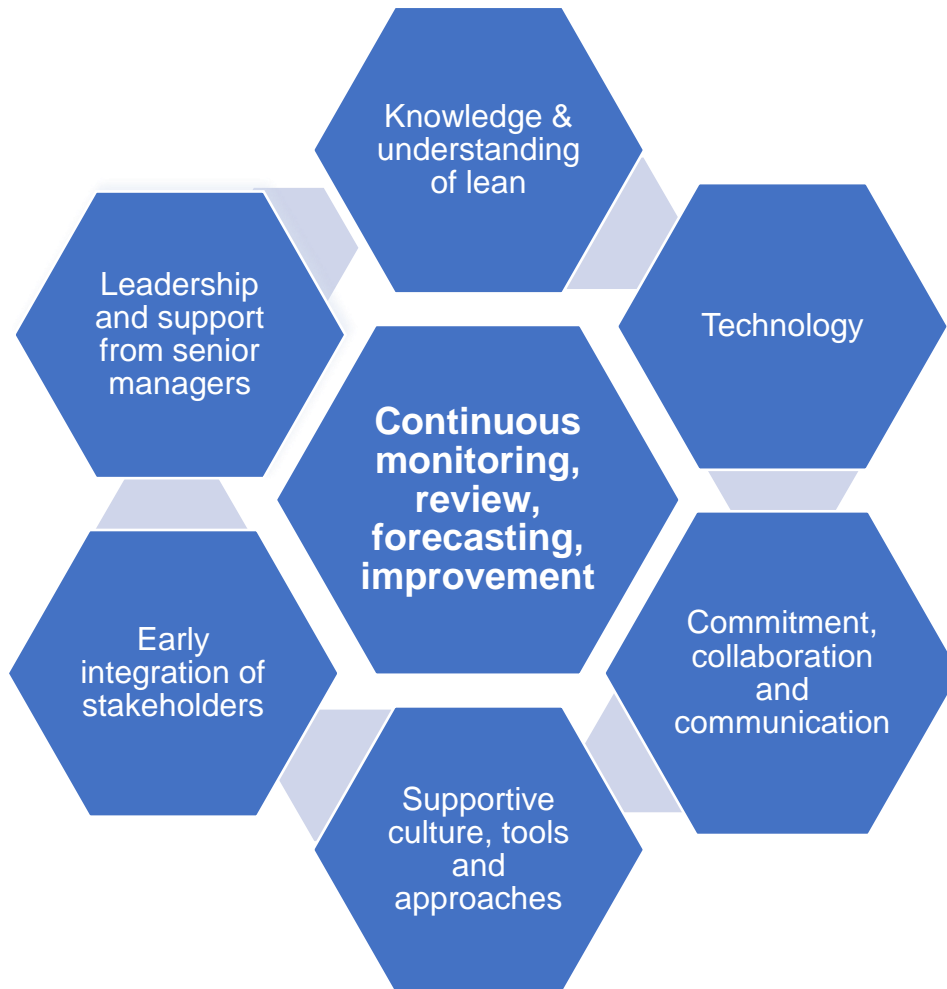 Knowledge &
understanding
of lean
Technology
Commitment,
collaboration
and
communication
Supportive
culture, tools
and
approaches
Early
integration of
stakeholders
Leadership
and support
from senior
managers
Continuous
monitoring,
review,
forecasting,
improvement